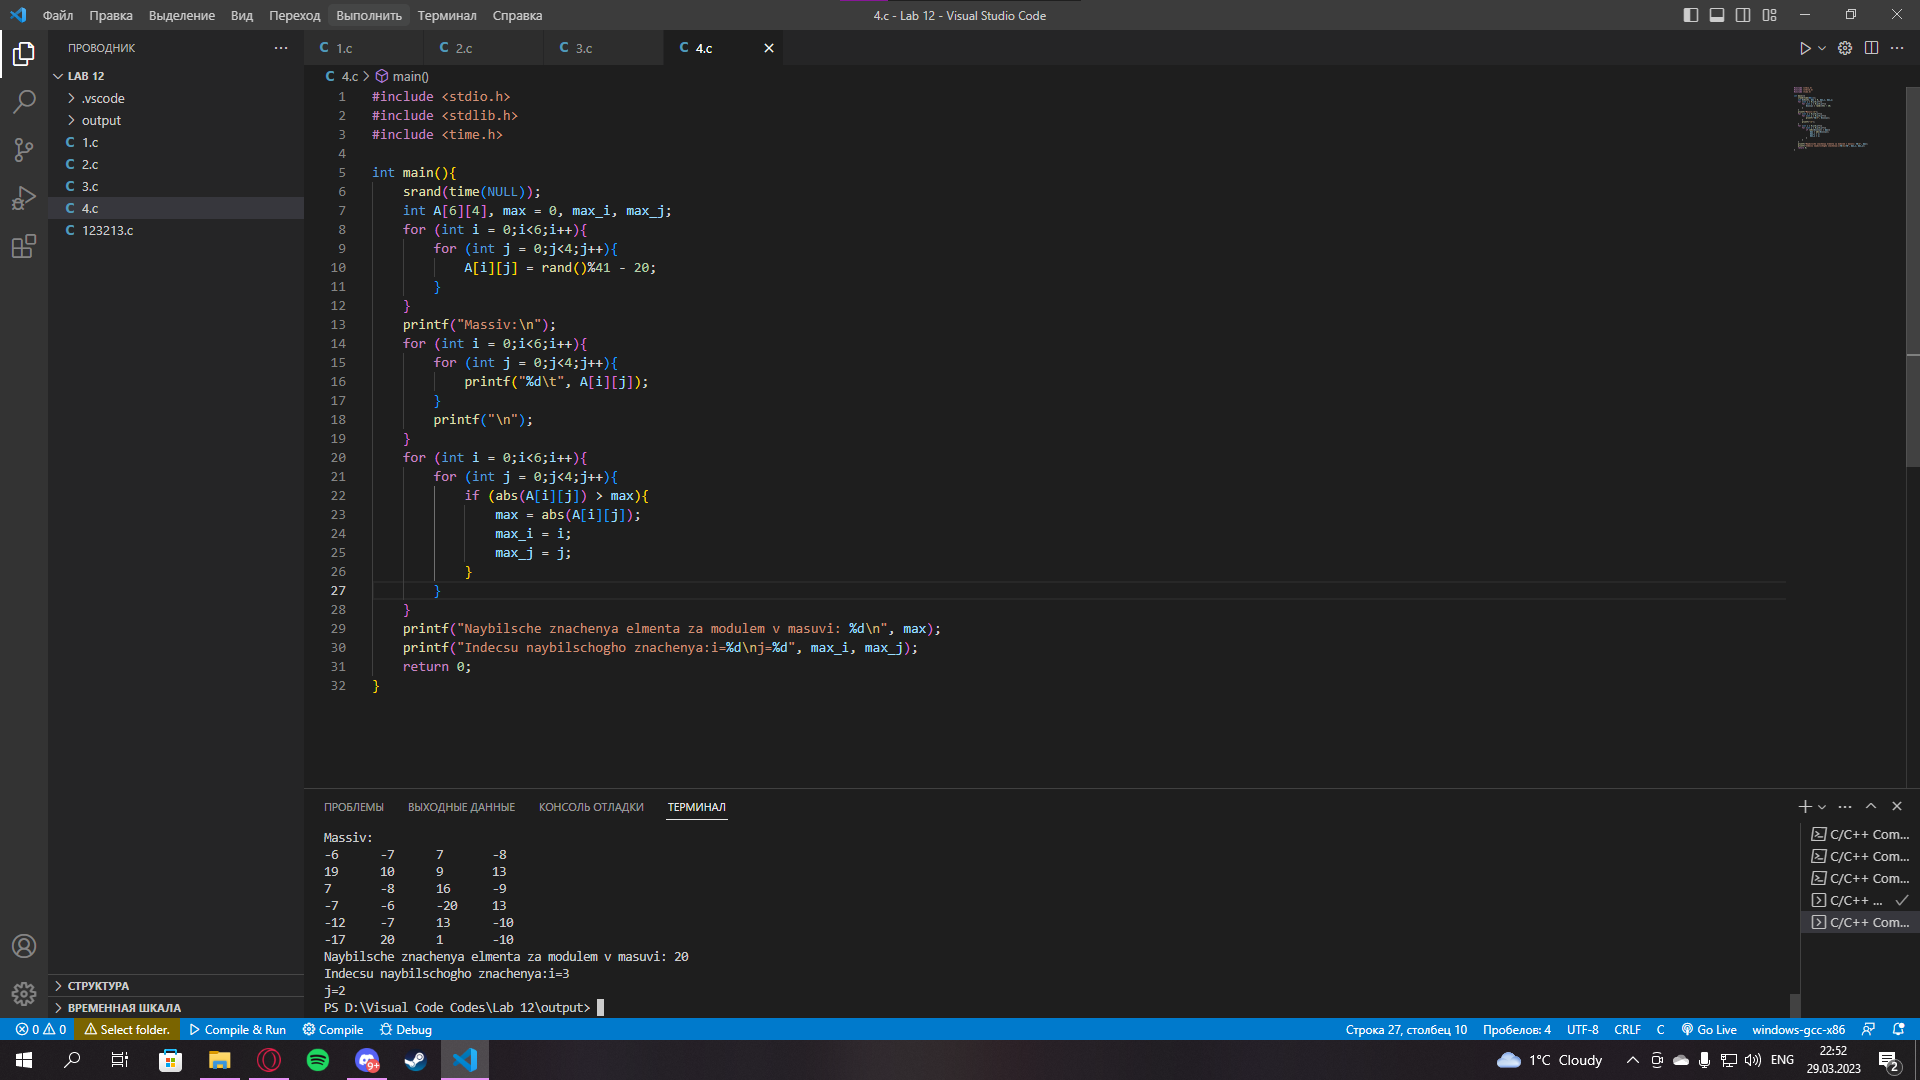 Файл Правка Выделение Вид Переход Выполнить Терминал Справка
4.c - Lab 12 - Visual Studio Code
ПРОВОДНИК
LAB 12
.vscode
output
C 1.c
C 2.c
C 3.c
C 4.c
C 123213.c
СТРУКТУРА
ВРЕМЕННАЯ ШКАЛА
C 1.c C 2.c C 3.c C 4.c
C 4.c > main()
1 #include <stdio.h>
2 #include <stdlib.h>
3 #include <time.h>
4
5 int main(){
6 srand(time(NULL));
7 int A[6][4], max = 0, max_i, max_j;
8 for (int i = 0;i<6;i++){
9 for (int j = 0;j<4;j++){
10 A[i][j] = rand()%41 - 20;
11 }
12 }
13 printf("Massiv:\n");
14 for (int i = 0;i<6;i++){
15 for (int j = 0;j<4;j++){
16 printf("%d\t", A[i][j]);
17 }
18 printf("\n");
19 }
20 for (int i = 0;i<6;i++){
21 for (int j = 0;j<4;j++){
22 if (abs(A[i][j]) > max){
23 max = abs(A[i][j]);
24 max_i = i;
25 max_j = j;
26 }
27 }
28 }
29 printf("Naybilsche znachenya elmenta za modulem v masuvi: %d\n", max);
30 printf("Indecsu naybilschogho znachenya:i=%d\nj=%d", max_i, max_j);
31 return 0;
32 }
ПРОБЛЕМЫ ВЫХОДНЫЕ ДАННЫЕ КОНСОЛЬ ОТЛАДКИ ТЕРМИНАЛ
Massiv:
-6 -7 7 -8
19 10 9 13
7 -8 16 -9
-7 -6 -20 13
-12 -7 13 -10
-17 20 1 -10
Naybilsche znachenya elmenta za modulem v masuvi: 20
Indecsu naybilschogho znachenya:i=3
j=2
PS D:\Visual Code Codes\Lab 12\output>
C/C++ Com...
C/C++ Com...
C/C++ Com...
C/C++ ...
C/C++ Com...
0 0 Select folder. Compile & Run Compile Debug
Строка 27, столбец 10 Пробелов: 4 UTF-8 CRLF C Go Live windows-gcc-x86
9+
1°C Cloudy
ENG
22:52
29.03.2023
2